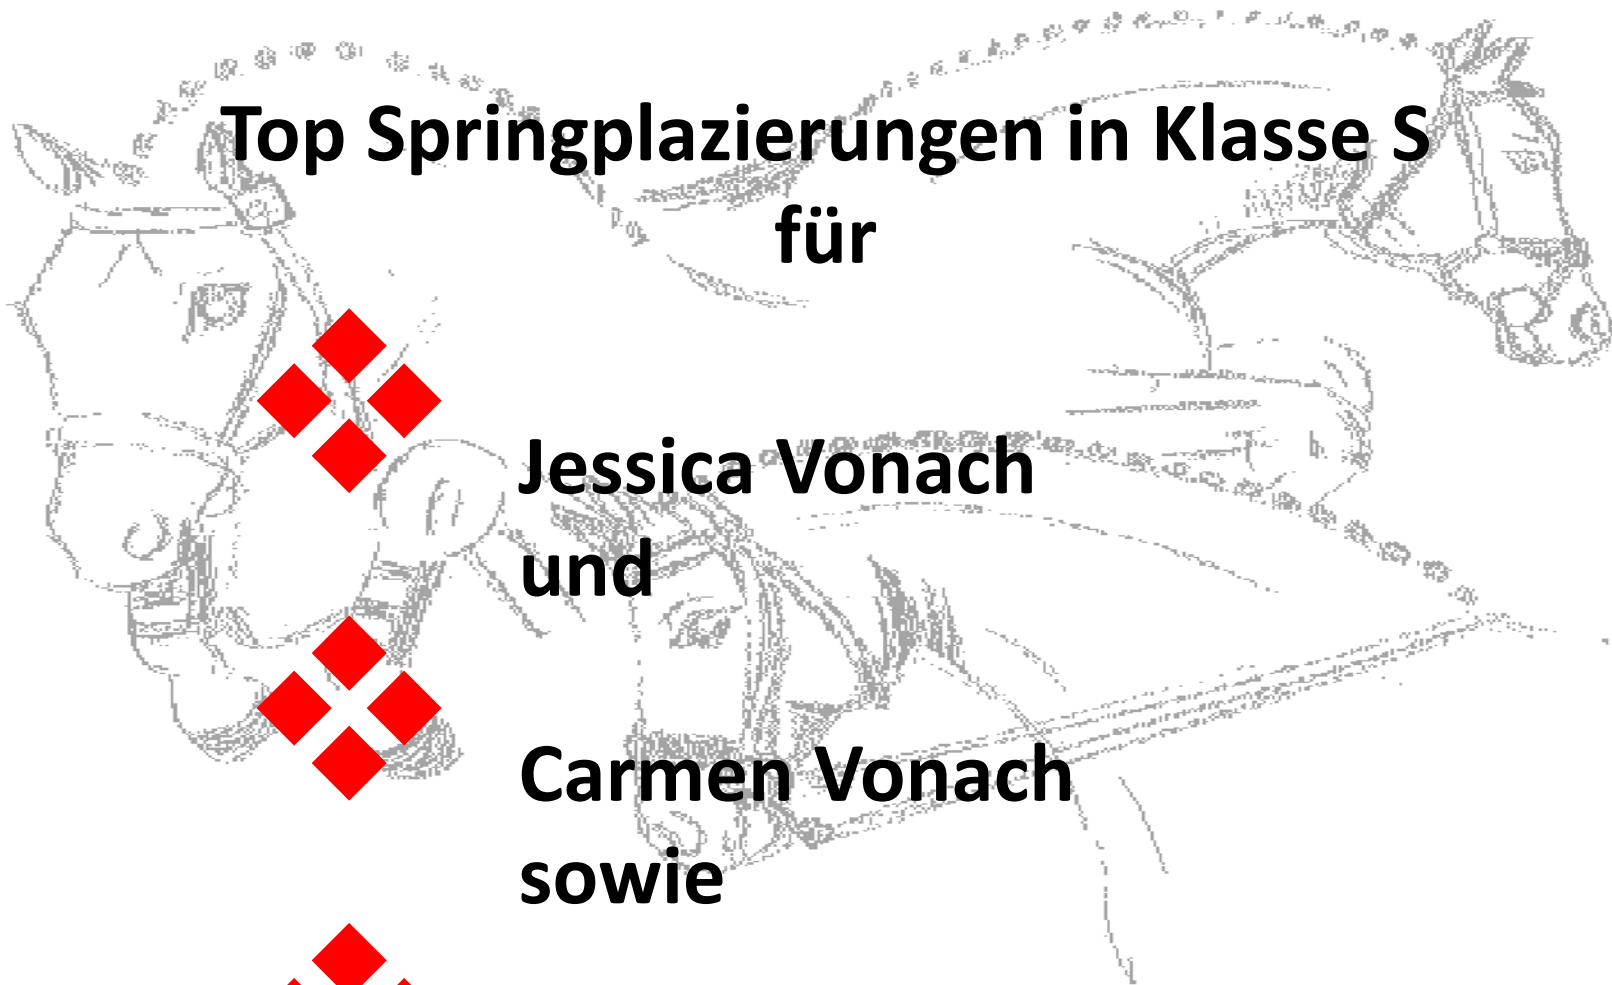 Top Springplazierungen in Klasse S
für
Jessica Vonach
und
Carmen Vonach
sowie